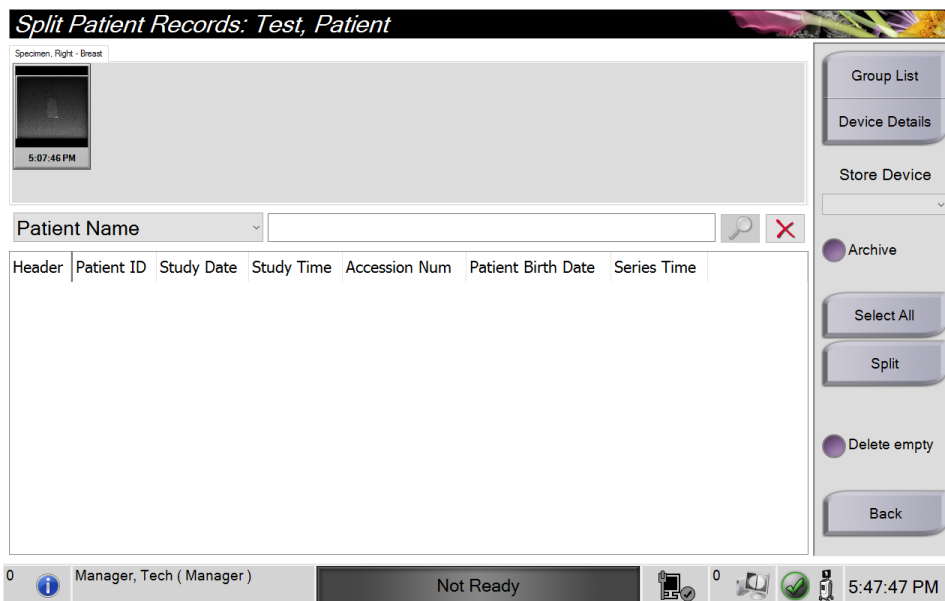 Split Patient Records: Test, Patient
Specimen, Right - Breast
5:07:46 PM
Group List
Device Details
Store Device
Archive
Select All
Split
Delete empty
Back
Patient Name
Header Patient ID Study Date Study Time Accession Num Patient Birth Date Series Time
0 Manager, Tech ( Manager ) Not Ready 0 5:47:47 PM